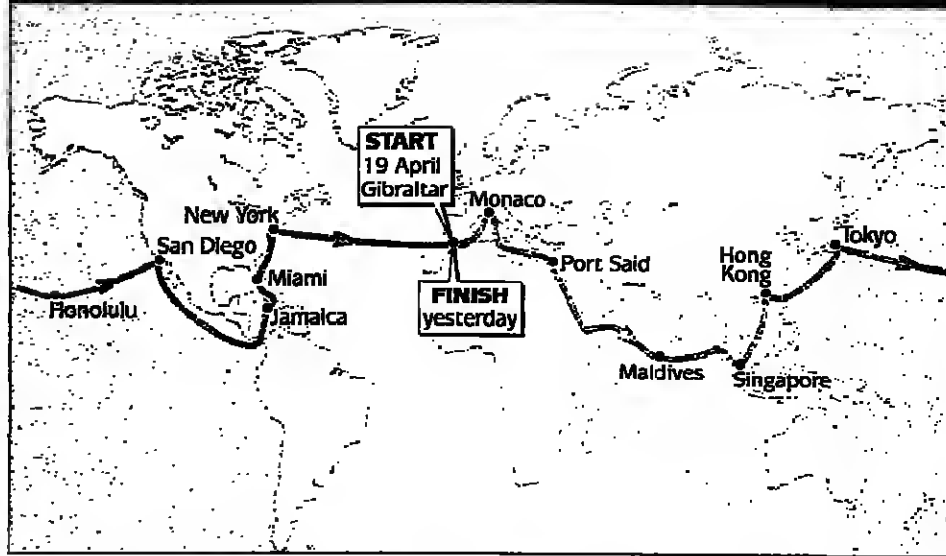 START
19 April
Gibraltar
Monaco
New York
San Diego
Tokyo
Hong
Kong
Port Said
Miami
FINISH
yesterday
Honolulu
Jamaica
Maldives
Singapore